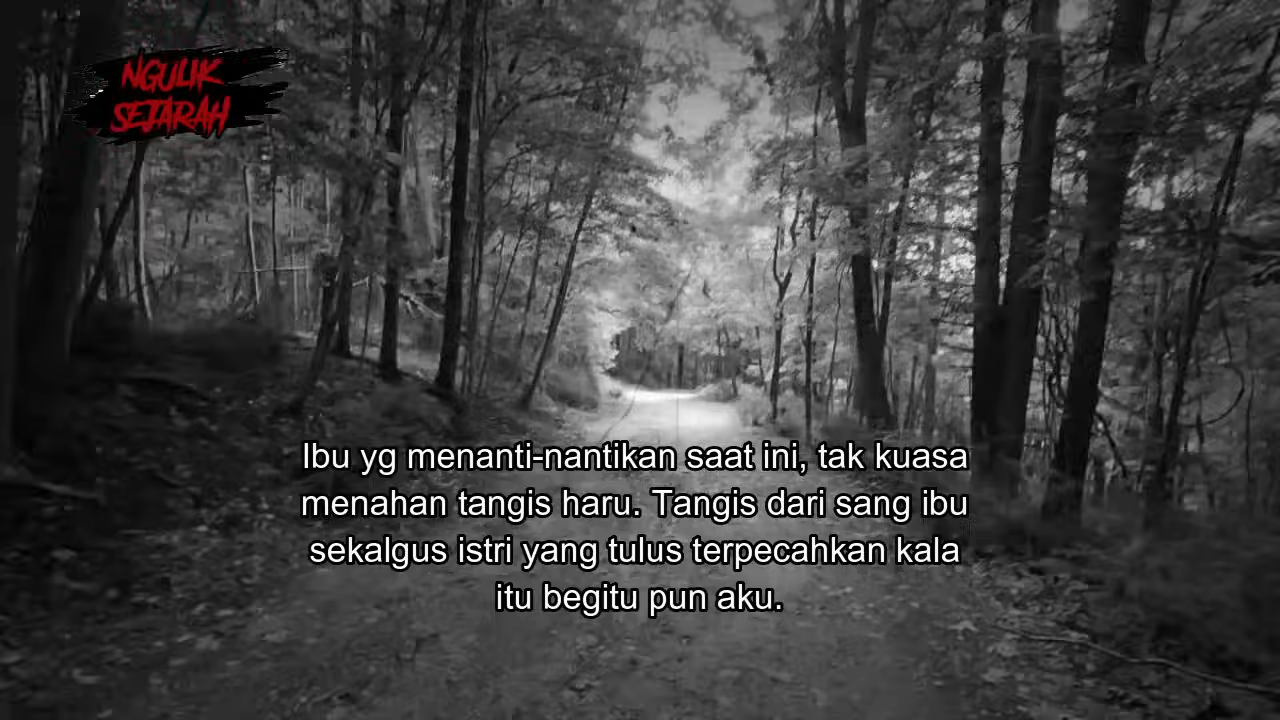 NGULIK
SEJARAH
Ibu yg menanti-nantikan saat ini, tak kuasa
menahan tangis haru. Tangis dari sang ibu
sekalgus istri yang tulus terpecahkan kala
itu begitu pun aku.